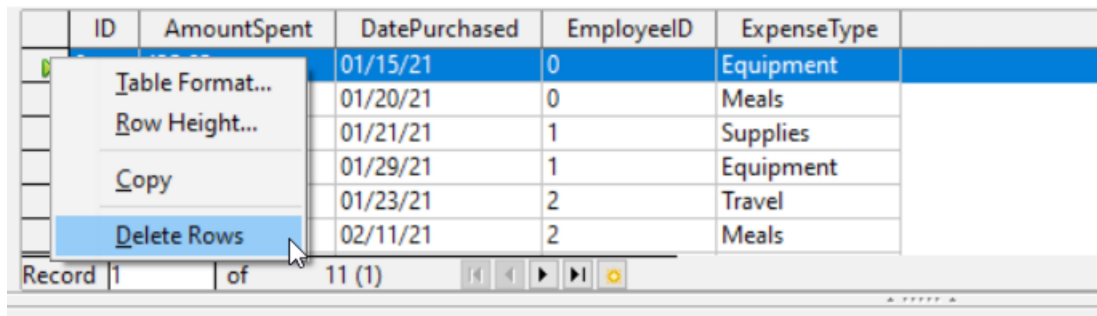 ID AmountSpent DatePurchased EmployeeID ExpenseType
01/15/21 0 Equipment
Table Format...
01/20/21 0 Meals
Row Height...
01/21/21 1 Supplies
01/29/21 1 Equipment
Copy
01/23/21 2 Travel
Delete Rows
02/11/21 2 Meals
Record 1 of 11 (1)